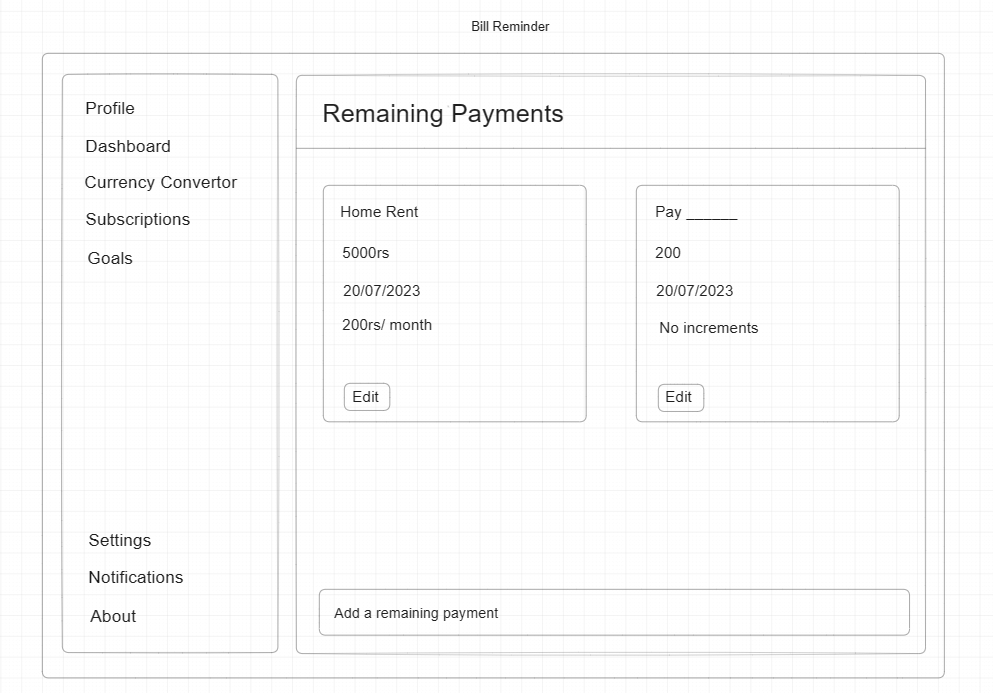 Bill Reminder
Profile
Dashboard
Currency Convertor
Subscriptions
Goals
Settings
Notifications
About
Remaining Payments
Home Rent
5000rs
20/07/2023
200rs/ month
Edit
Pay ______
200
20/07/2023
No increments
Edit
Add a remaining payment